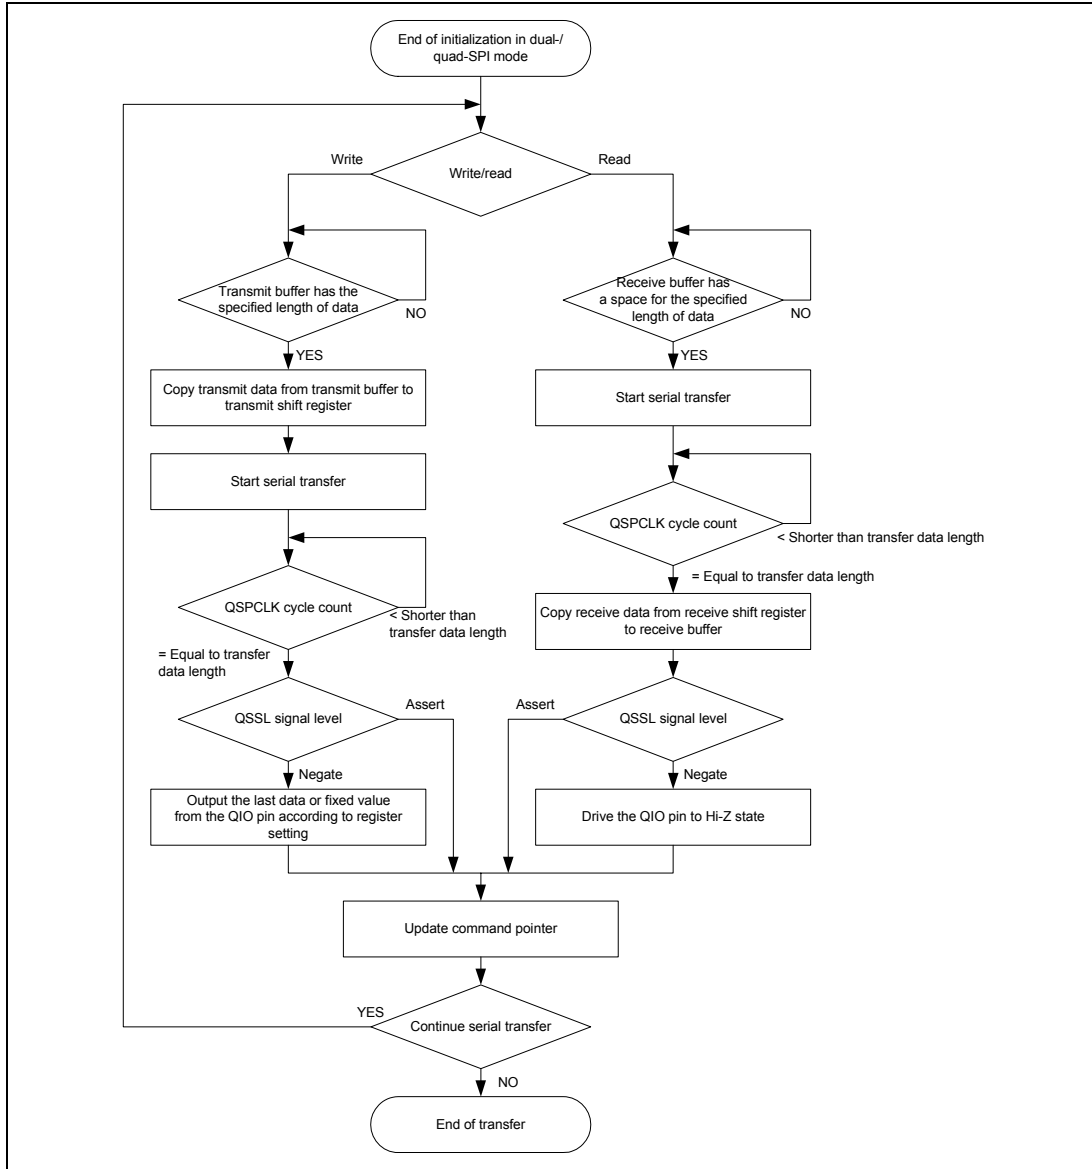 End of initialization in dual-/
quad-SPI mode
Write
Write/read
Read
Transmit buffer has the
specified length of data
NO
YES
Copy transmit data from transmit buffer to
transmit shift register
Start serial transfer
QSPCLK cycle count
< Shorter than
transfer data length
= Equal to transfer
data length
QSSL signal level
Assert
Negate
Output the last data or fixed value
from the QIO pin according to register
setting
Receive buffer has
a space for the specified
length of data
NO
YES
Start serial transfer
QSPCLK cycle count
< Shorter than transfer data length
= Equal to transfer data length
Copy receive data from receive shift register
to receive buffer
Assert
QSSL signal level
Negate
Drive the QIO pin to Hi-Z state
Update command pointer
YES
Continue serial transfer
NO
End of transfer